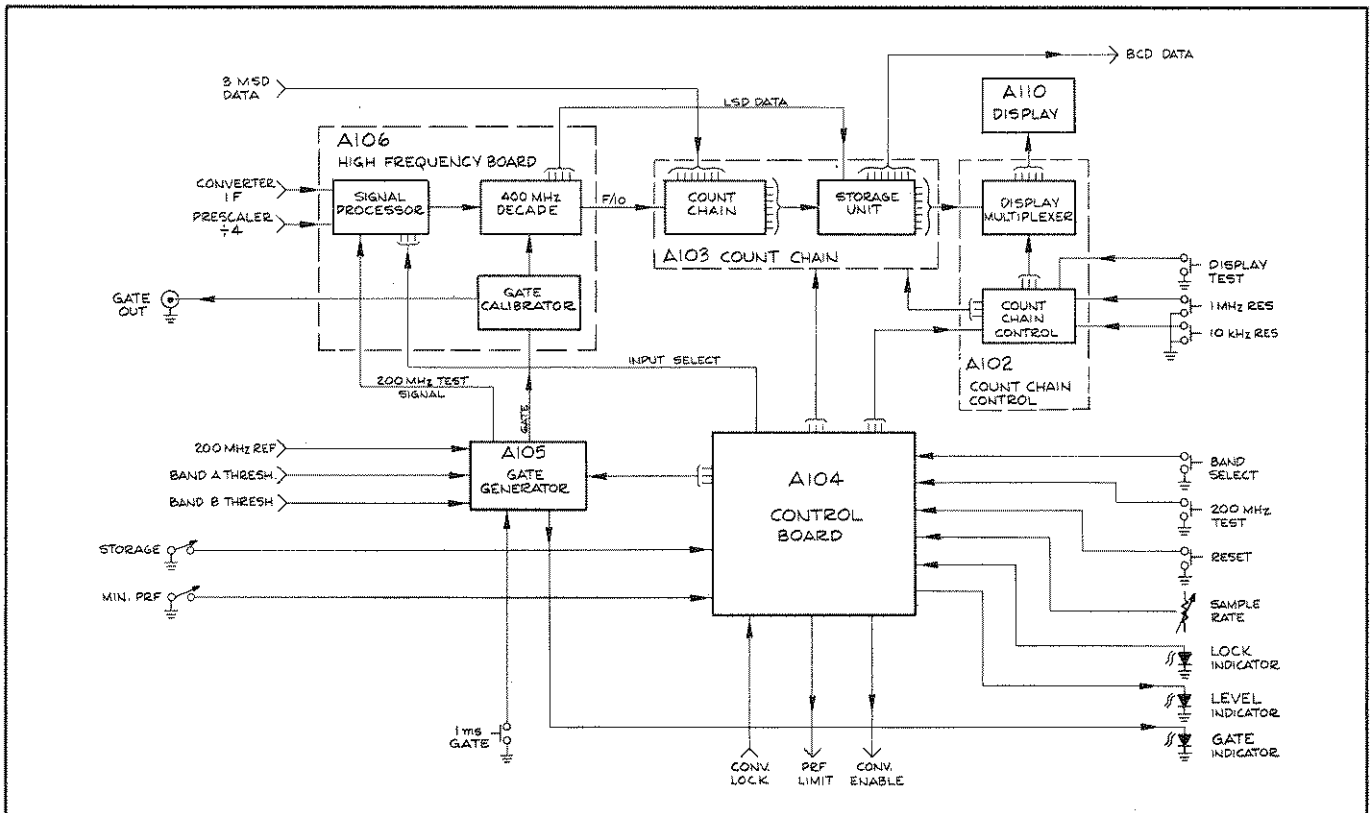 BCD DATA
3 MSD
DATA
LSD DATA
A110
DISPLAY
A106
HIGH FREQUENCY BOARD
CONVERTER
IF
PRESCALER
÷4
SIGNAL
PROCESSOR
400 MHz
DECADE
F/10
COUNT
CHAIN
STORAGE
UNIT
A103 COUNT CHAIN
DISPLAY
MULTIPLEXER
DISPLAY
TEST
1 MHz RES
10 KHz RES
GATE
OUT
GATE
CALIBRATOR
COUNT
CHAIN
CONTROL
A102
COUNT CHAIN
CONTROL
INPUT SELECT
200 MHz TEST
SIGNAL
GATE
200 MHz REF
BAND A THRESH.
BAND B THRESH
A105
GATE
GENERATOR
A104
CONTROL
BOARD
BAND
SELECT
200 MHz
TEST
STORAGE
RESET
MIN. PRF
SAMPLE
RATE
LOCK
INDICATOR
LEVEL
INDICATOR
1 ms
GATE
GATE
INDICATOR
CONV.
LOCK
PRF
LIMIT
CONV.
ENABLE